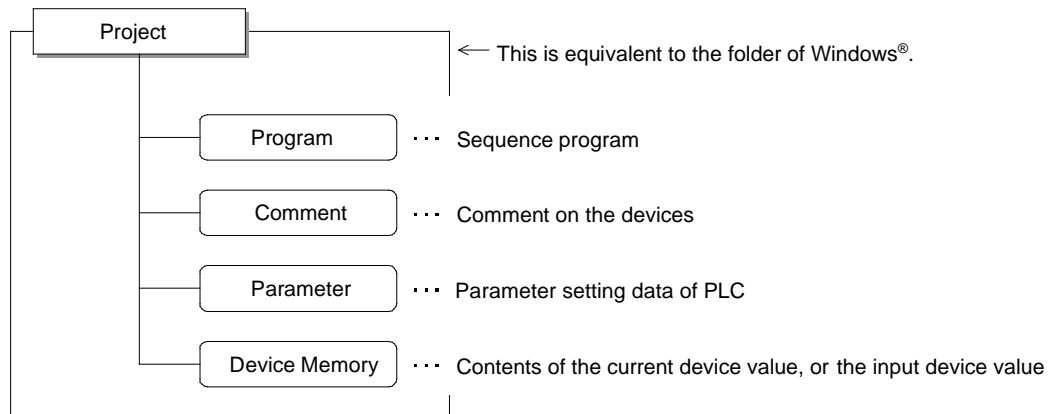 Project
This is equivalent to the folder of Windows®.
Program ··· Sequence program
Comment ··· Comment on the devices
Parameter ··· Parameter setting data of PLC
Device Memory ··· Contents of the current device value, or the input device value